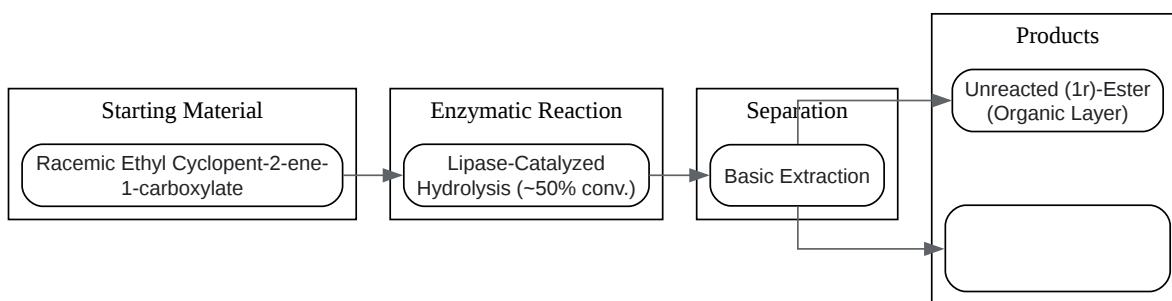 Starting Material
Racemic Ethyl Cyclopent-2-ene-
1-carboxylate
Enzymatic Reaction
Lipase-Catalyzed
Hydrolysis (~50% conv.)
Separation
Basic Extraction
Products
Unreacted (1r)-Ester
(Organic Layer)